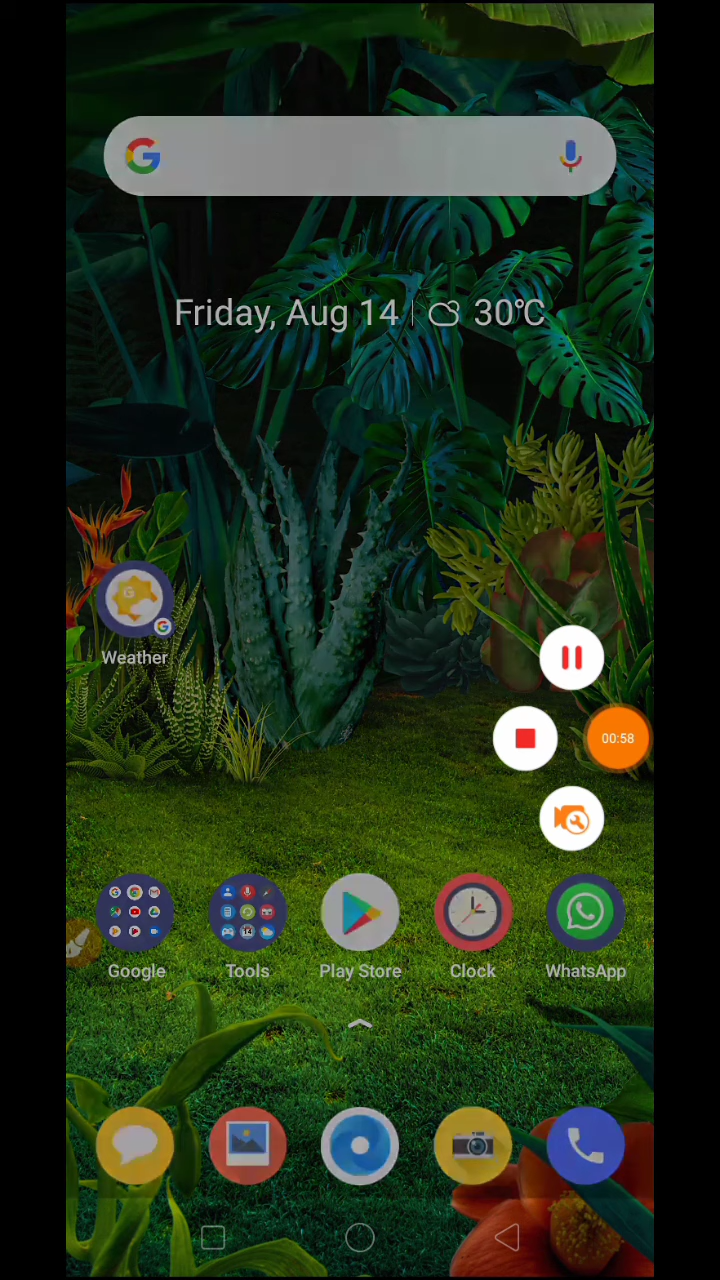 Friday, Aug 14 30℃
Weather
00:58
Google
Tools
Play Store
Clock
WhatsApp